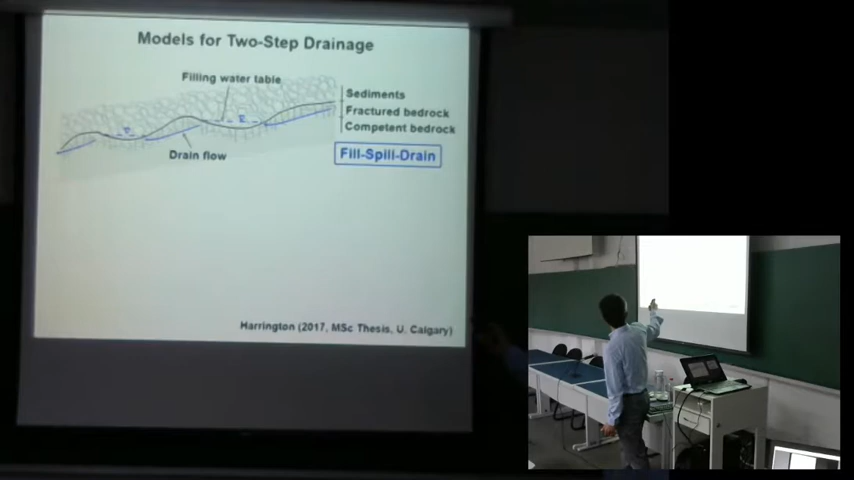 Models for Two-Step Drainage
Filling water table
Sediments
Fractured bedrock
Competent bedrock
Drain flow
Fill-Spill-Drain
Harrington (2017, MSc Thesis, U. Calgary)